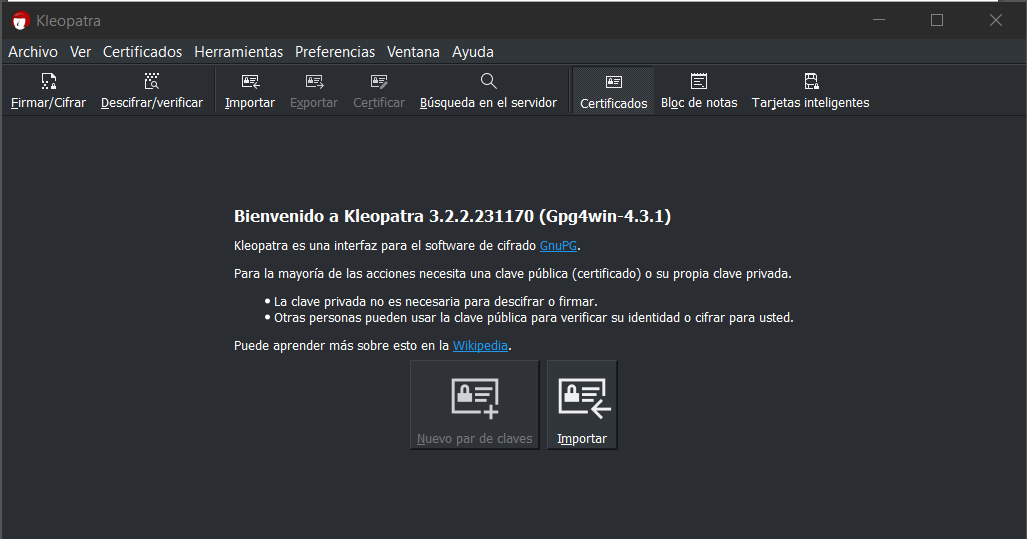 Kleopatra
Archivo Ver Certificados Herramientas Preferencias Ventana Ayuda
Firmar/Cifrar Descifrar/verificar Importar Exportar Certificar Búsqueda en el servidor Certificados Bloc de notas Tarjetas inteligentes
Bienvenido a Kleopatra 3.2.2.231170 (Gpg4win-4.3.1)
Kleopatra es una interfaz para el software de cifrado GnuPG.
Para la mayoría de las acciones necesita una clave pública (certificado) o su propia clave privada.
• La clave privada no es necesaria para descifrar o firmar.
• Otras personas pueden usar la clave pública para verificar su identidad o cifrar para usted.
Puede aprender más sobre esto en la Wikipedia.
Nuevo par de claves Importar